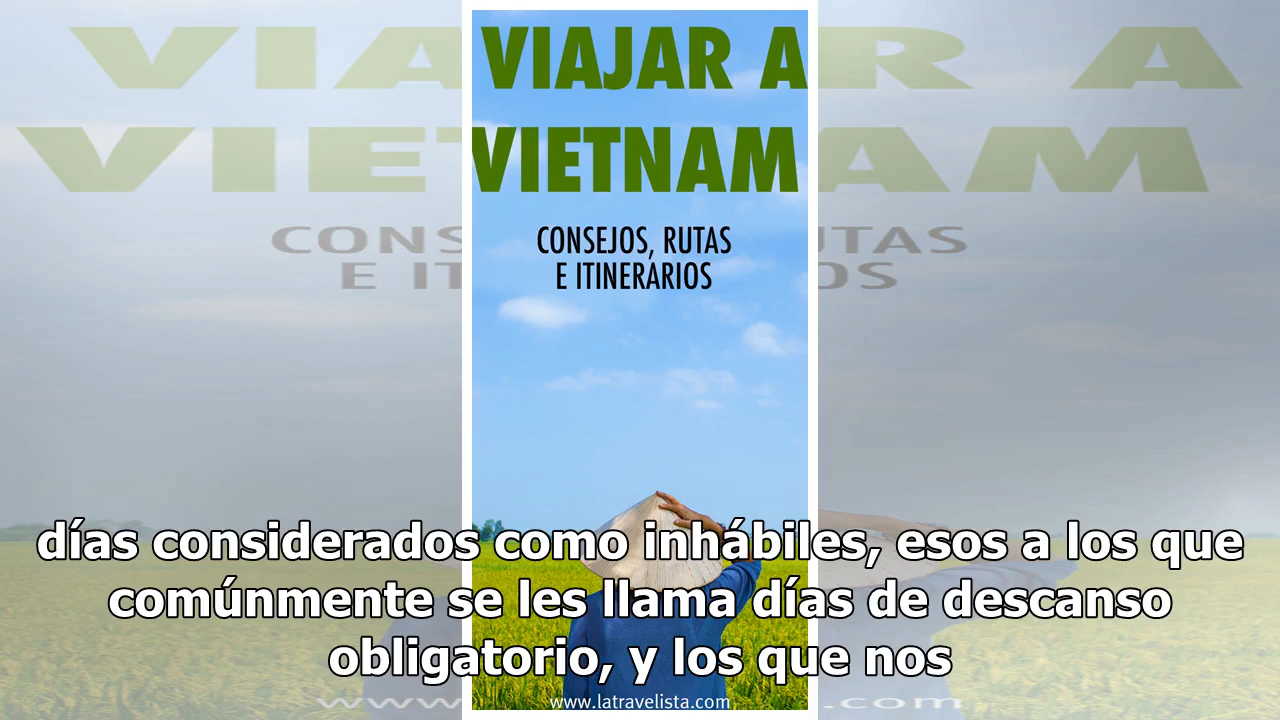 VIAJAR A
VIETNAM
CONSEJOS, RUTAS
E ITINERARIOS
días considerados como inhábiles, esos a los que
comúnmente se les llama días de descanso
obligatorio, y los que nos
www.latravelista.com